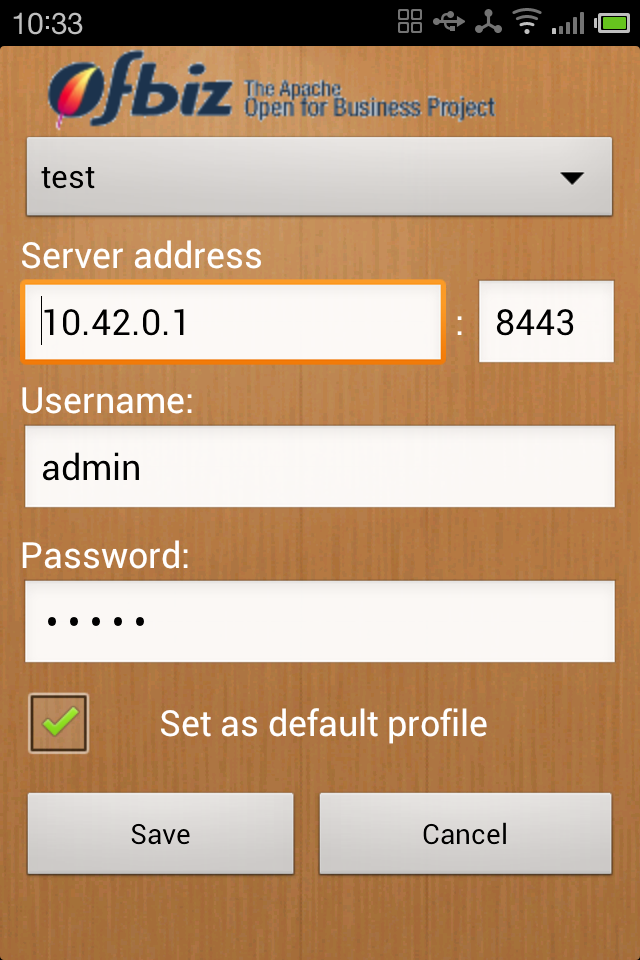 10:33
Ofbiz The Apache
Open for Business Project
test
Server address
10.42.0.1 : 8443
Username:
admin
Password:
•••••
Set as default profile
Save Cancel